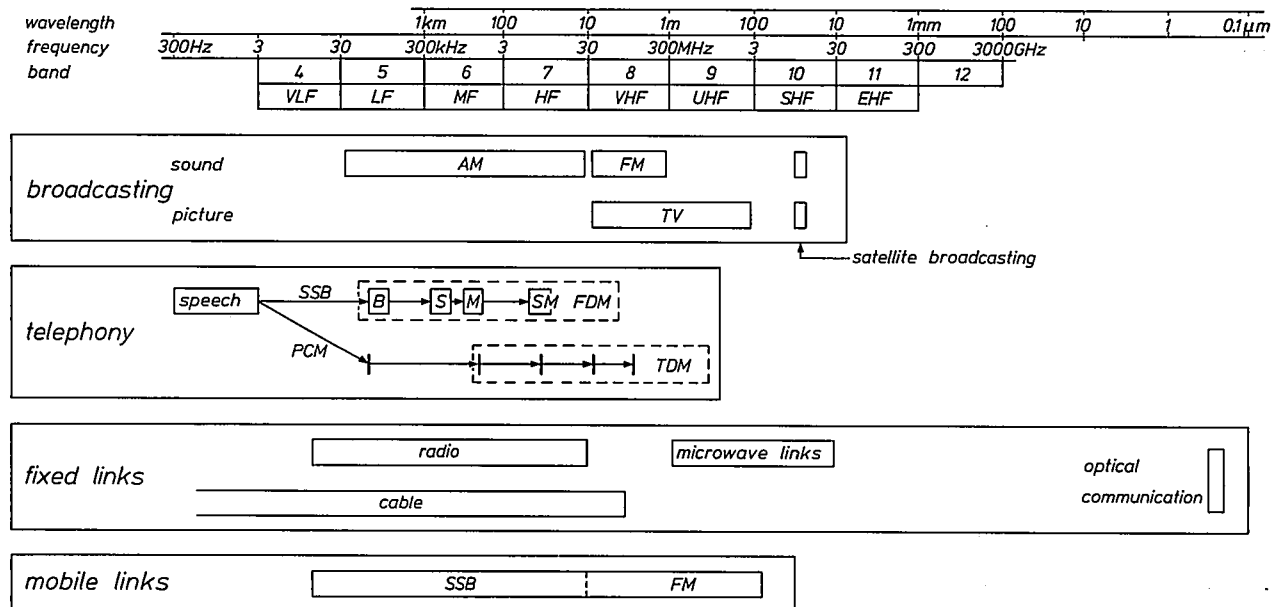 wavelength 1km 100 10 1m 100 10 1mm 100 10 1 0.1μm
frequency 300Hz 3 30 300kHz 3 30 300MHz 3 30 300 3000GHz
band 4 5 6 7 8 9 10 11 12
VLF LF MF HF VHF UHF SHF EHF
sound AM FM
broadcasting
picture TV
satellite broadcasting
speech SSB B S M SM FDM
telephony
PCM TDM
radio microwave links
fixed links optical
cable communication
mobile links SSB FM